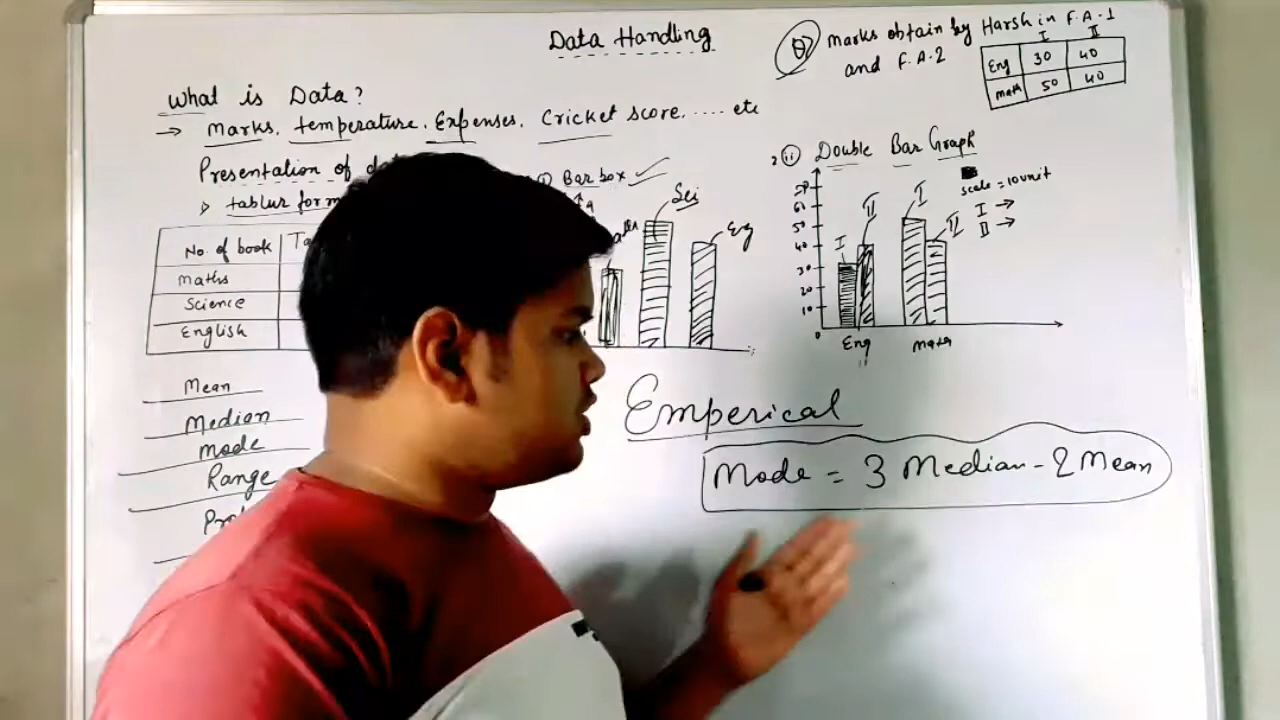 Data Handling
What is Data?
→ Marks, temperature, Expenses, Cricket score, .... etc
Presentation of
tablur
No. of book
maths
Science
English
Mean
Median
mode
Range
Bar box ✓
Sci
Eng
Q marks obtain by Harsh in F.A-1
and F.A.2
I II
Eng 30 40
math 50 40
(ii) Double Bar Graph
scale = 10 unit
I →
II →
60
50
40
30
20
10
0
I
II
I
II
Eng
math
II
Emperical
Mode = 3 Median - 2 Mean